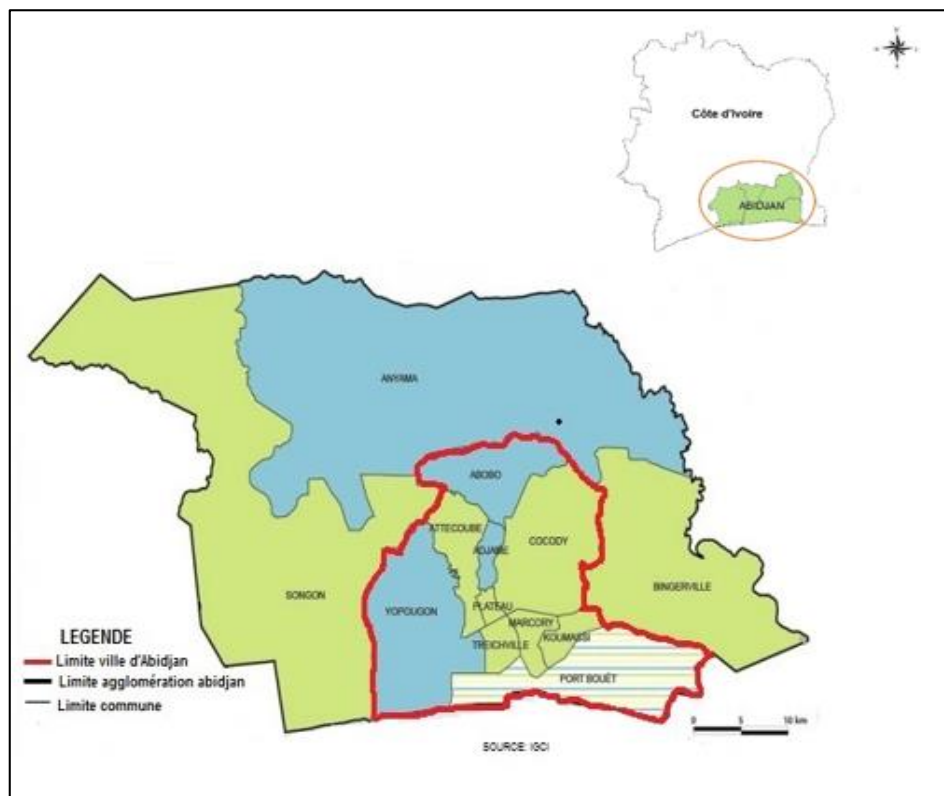 Côte d'Ivoire
ABIDJAN
ANYAMA
ABOBO
ATTECOUBE
ADJAME
COCODY
BINGERVILLE
SONGON
YOPOUGON
PLATEAU
MARCORY
TREICHVILLE
KOUMASSI
PORT BOUËT
LEGENDE
Limite ville d'Abidjan
Limite agglomération abidjan
Limite commune
0 5 10 km
SOURCE: IGCI